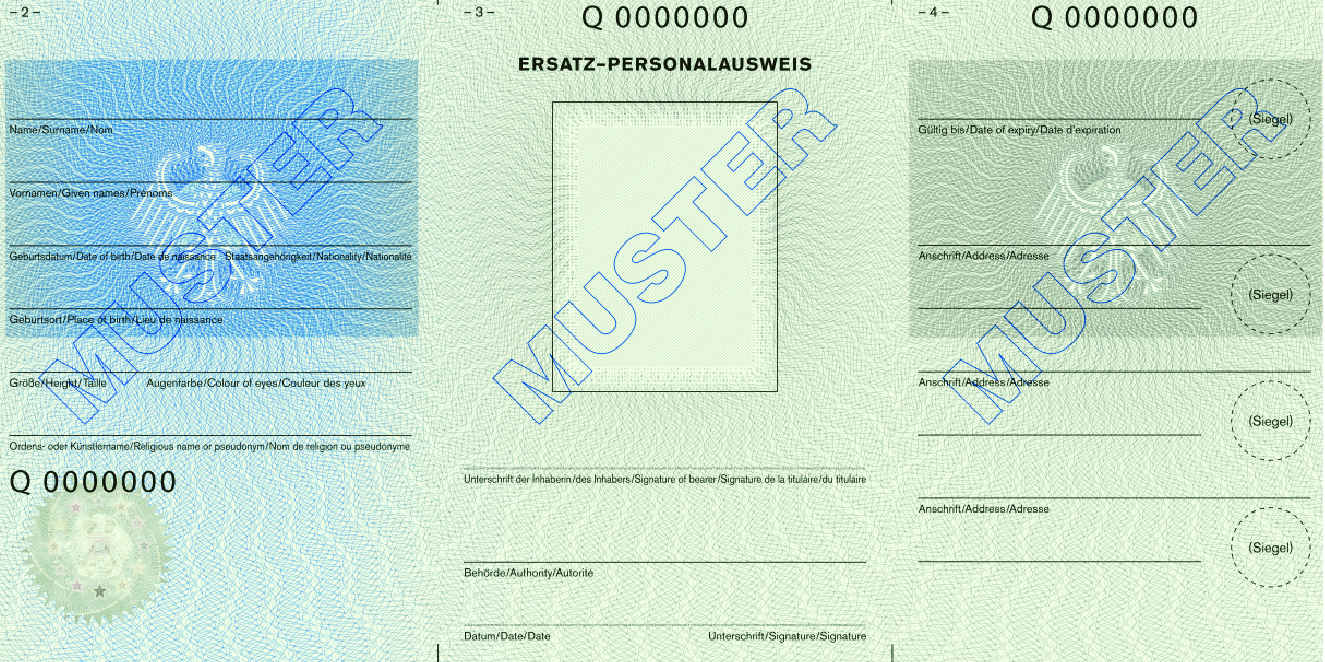 – 2 –
Name/Surname/Nom
Vornamen/Given names/Prénoms
Geburtsdatum/Date of birth/Date de naissance Staatsangehörigkeit/Nationality/Nationalité
Geburtsort/Place of birth/Lieu de naissance
Größe/Height/Taille Augenfarbe/Colour of eyes/Couleur des yeux
Ordens- oder Künstlername/Religious name or pseudonym/Nom de religion ou pseudonyme
Q 0000000
MUSTER
– 3 –
Q 0000000
ERSATZ-PERSONALAUSWEIS
MUSTER
Unterschrift der Inhaberin/des Inhabers/Signature of bearer/Signature de la titulaire/du titulaire
Behörde/Authority/Autorité
Datum/Date/Date Unterschrift/Signature/Signature
– 4 –
Q 0000000
(Siegel)
Gültig bis/Date of expiry/Date d'expiration
MUSTER
Anschrift/Address/Adresse
(Siegel)
Anschrift/Address/Adresse
(Siegel)
Anschrift/Address/Adresse
(Siegel)